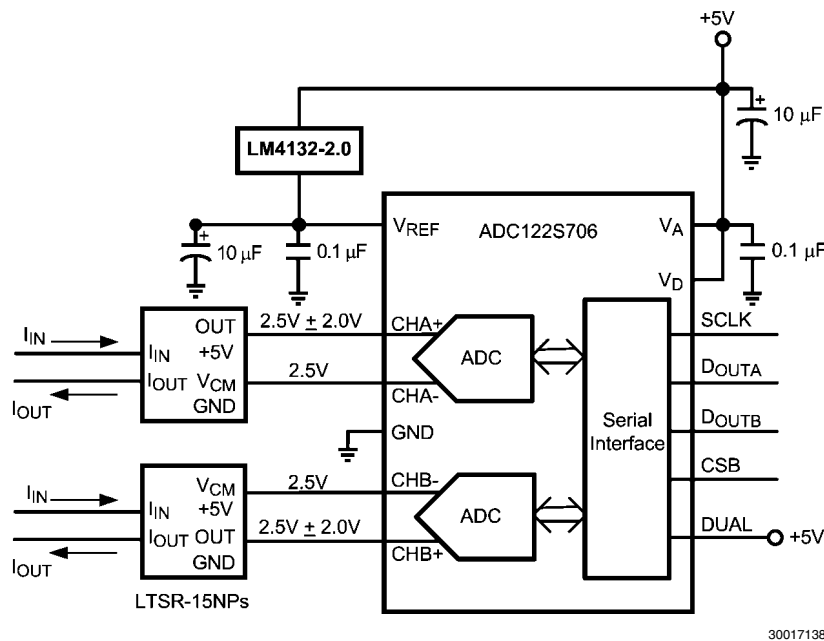 +5V
+
10 μF
LM4132-2.0
+
10 μF
0.1 μF
VREF
ADC122S706
VA
0.1 μF
VD
IIN
IOUT
IIN
IOUT
OUT
+5V
VCM
GND
2.5V ± 2.0V
2.5V
CHA+
CHA-
ADC
GND
Serial
Interface
SCLK
DOUTA
DOUTB
CSB
DUAL
+5V
IIN
IOUT
IIN
IOUT
VCM
+5V
OUT
GND
2.5V
2.5V ± 2.0V
CHB-
CHB+
ADC
LTSR-15NPs
30017138